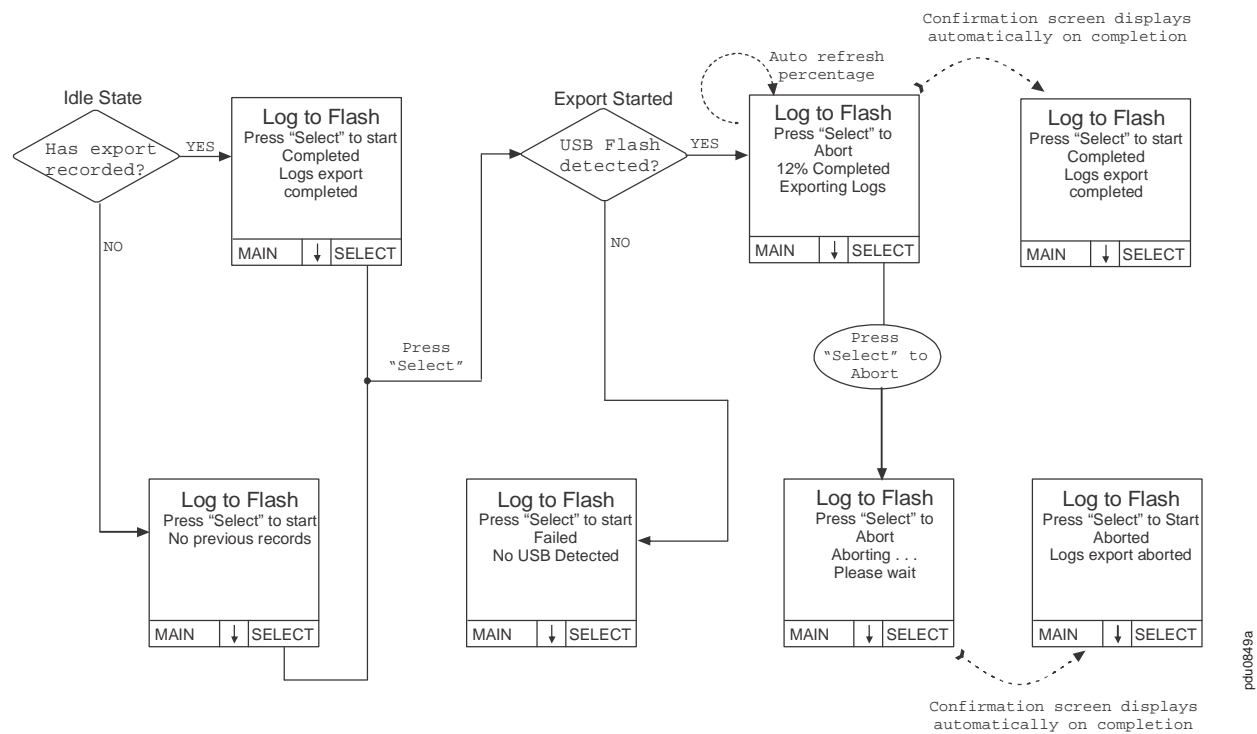 Confirmation screen displays
automatically on completion
Auto refresh
percentage
Idle State
Has export
recorded?
YES
NO
Log to Flash
Press “Select” to start
Completed
Logs export
completed
MAIN ↓ SELECT
Press
“Select”
Export Started
USB Flash
detected?
YES
NO
Log to Flash
Press “Select” to
Abort
12% Completed
Exporting Logs
MAIN ↓ SELECT
Log to Flash
Press “Select” to start
Completed
Logs export
completed
MAIN ↓ SELECT
Press
“Select” to
Abort
Log to Flash
Press “Select” to start
No previous records
MAIN ↓ SELECT
Log to Flash
Press “Select” to start
Failed
No USB Detected
MAIN ↓ SELECT
Log to Flash
Press “Select” to
Abort
Aborting . . .
Please wait
MAIN ↓ SELECT
Log to Flash
Press “Select” to Start
Aborted
Logs export aborted
MAIN ↓ SELECT
Confirmation screen displays
automatically on completion
pdu0849a